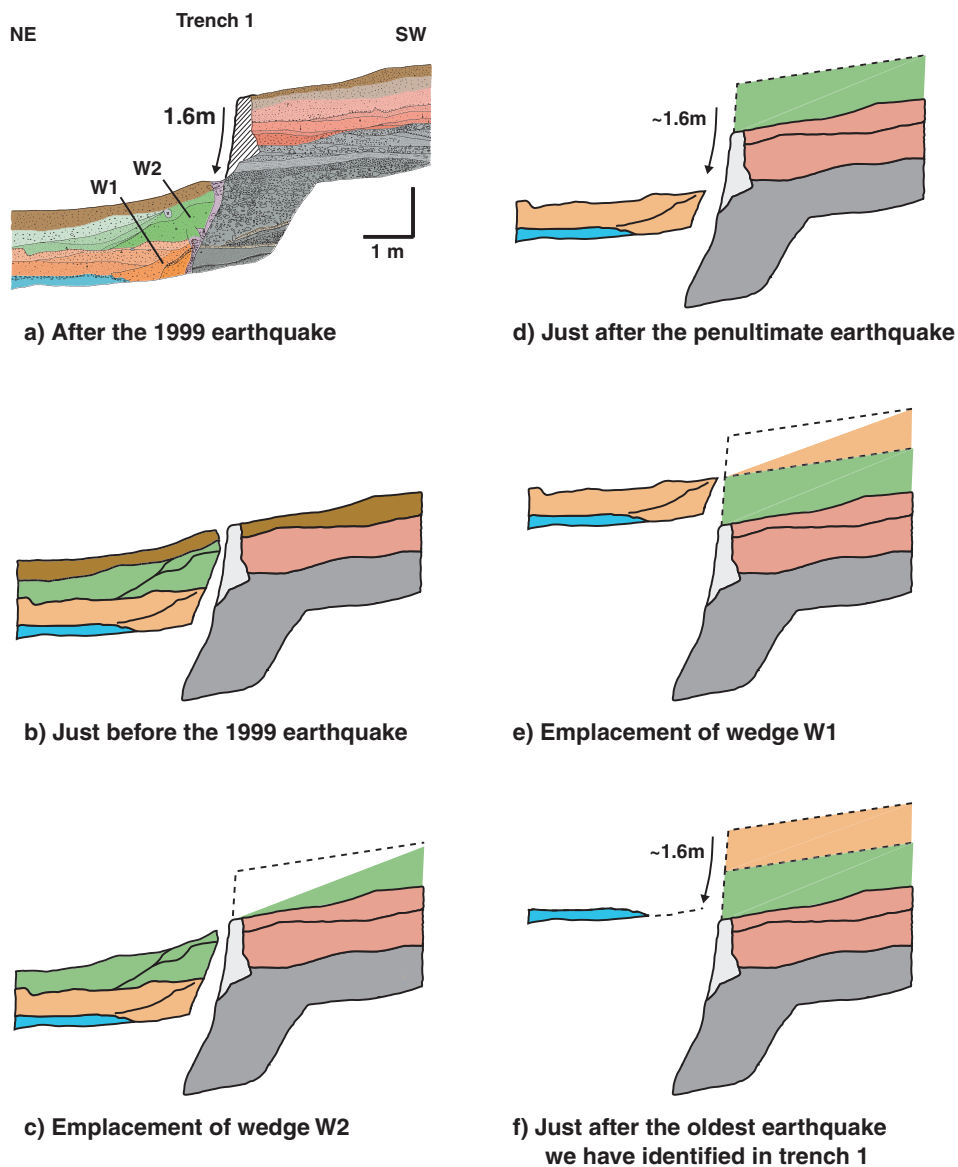 Trench 1
NE
SW
1.6m
W2
W1
1 m
a) After the 1999 earthquake
b) Just before the 1999 earthquake
c) Emplacement of wedge W2
~1.6m
d) Just after the penultimate earthquake
e) Emplacement of wedge W1
~1.6m
f) Just after the oldest earthquake
we have identified in trench 1